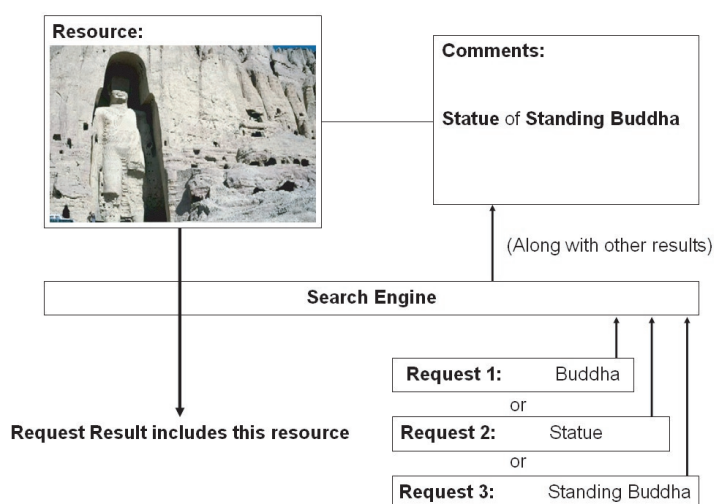 Resource:
Comments:
Statue of Standing Buddha
(Along with other results)
Search Engine
Request 1: Buddha
or
Request Result includes this resource
Request 2: Statue
or
Request 3: Standing Buddha